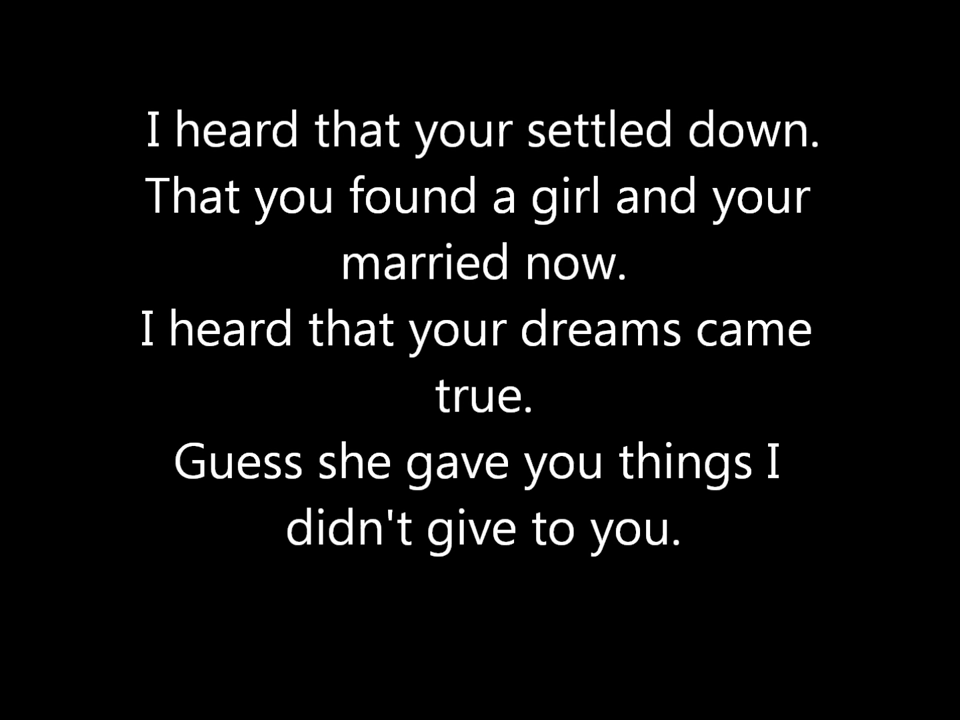 I heard that your settled down.
That you found a girl and your
married now.
I heard that your dreams came
true.
Guess she gave you things I
didn't give to you.